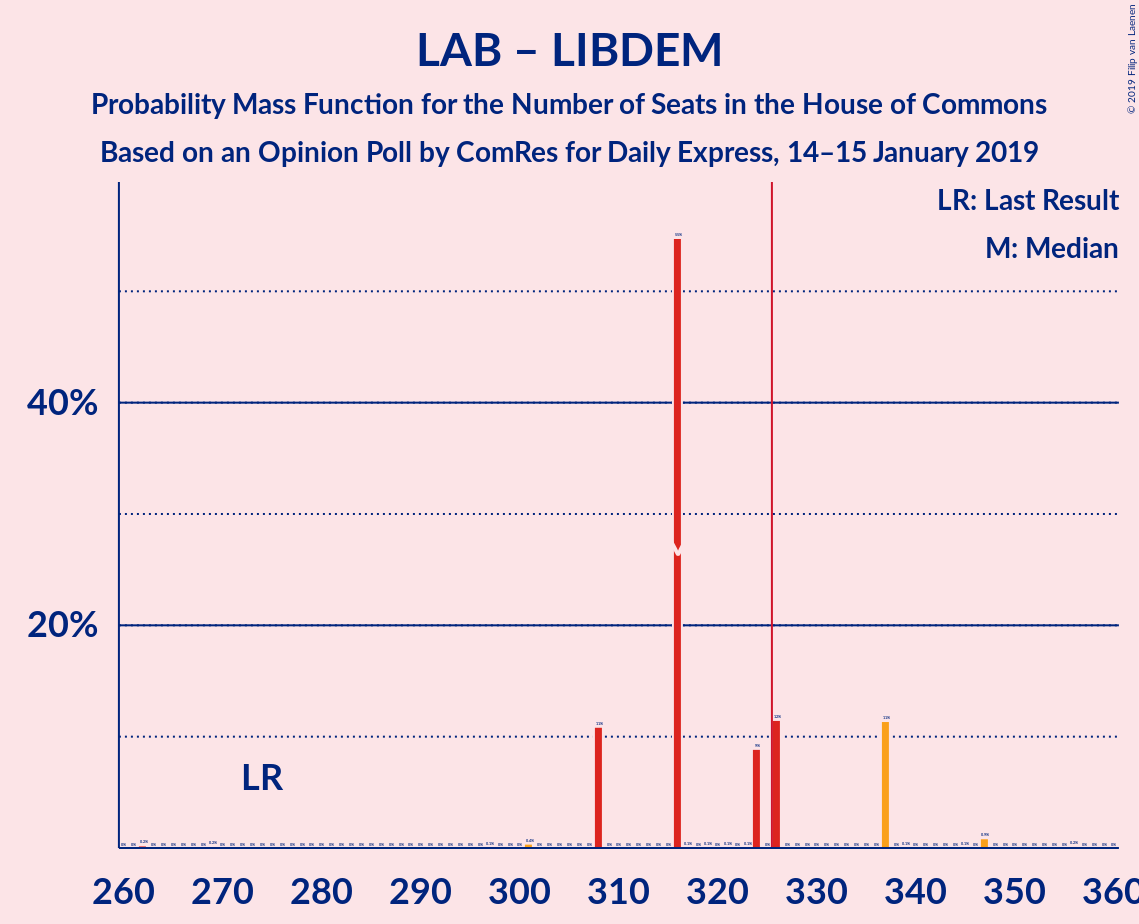 LAB – LIBDEM
Probability Mass Function for the Number of Seats in the House of Commons
Based on an Opinion Poll by ComRes for Daily Express, 14–15 January 2019
© 2019 Filip van Laenen
LR: Last Result
M: Median
40%
20%
LR
M
260 270 280 290 300 310 320 330 340 350 360